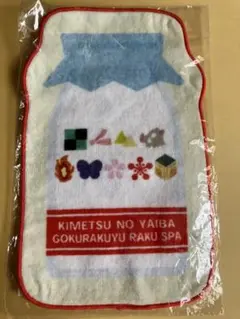 KIMETSU NO YAIBA
GOKURAKUYU RAKU SPA